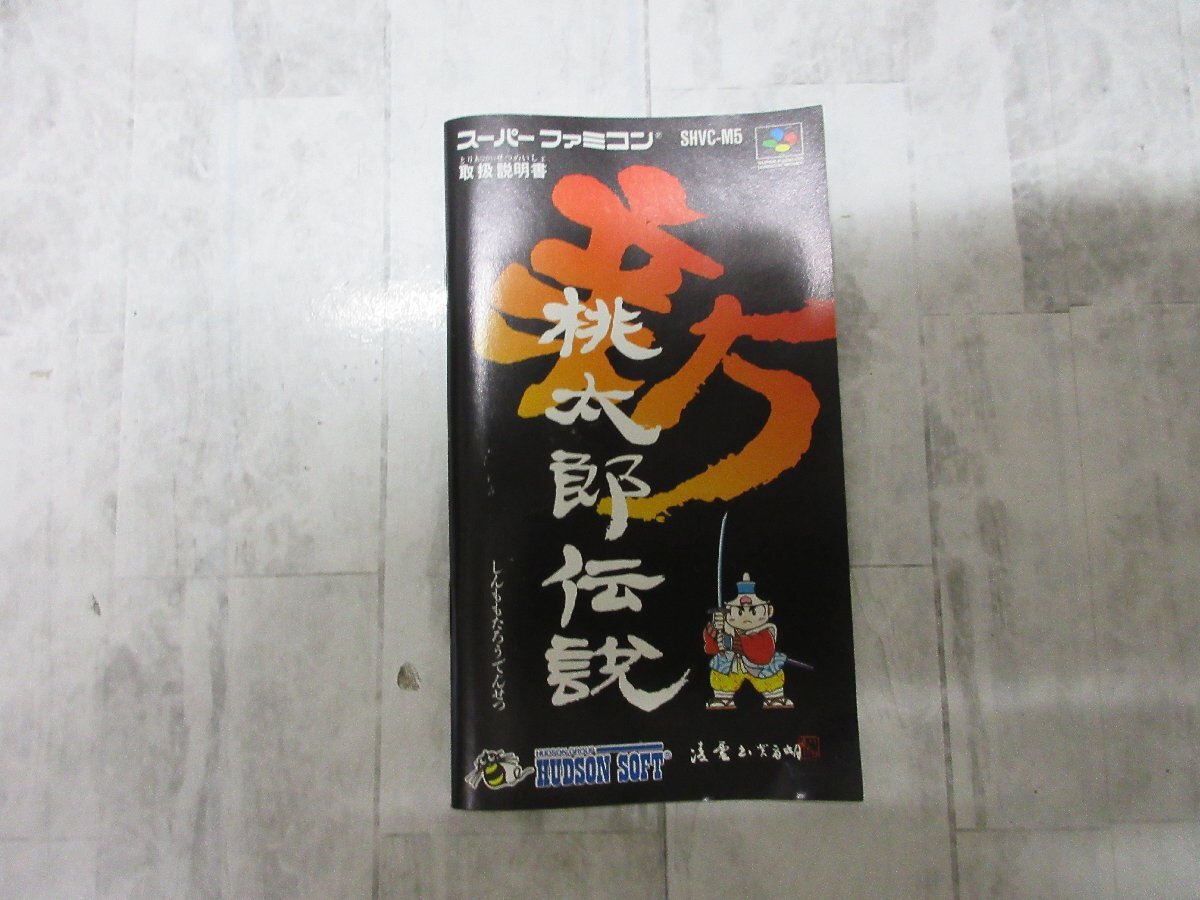 スーパーファミコン®
SHVC-M5
とりあつかいせつめいしょ
取扱説明書
新
桃太郎伝説
しんももたろうでんせつ
HUDSON GROUP
HUDSON SOFT®